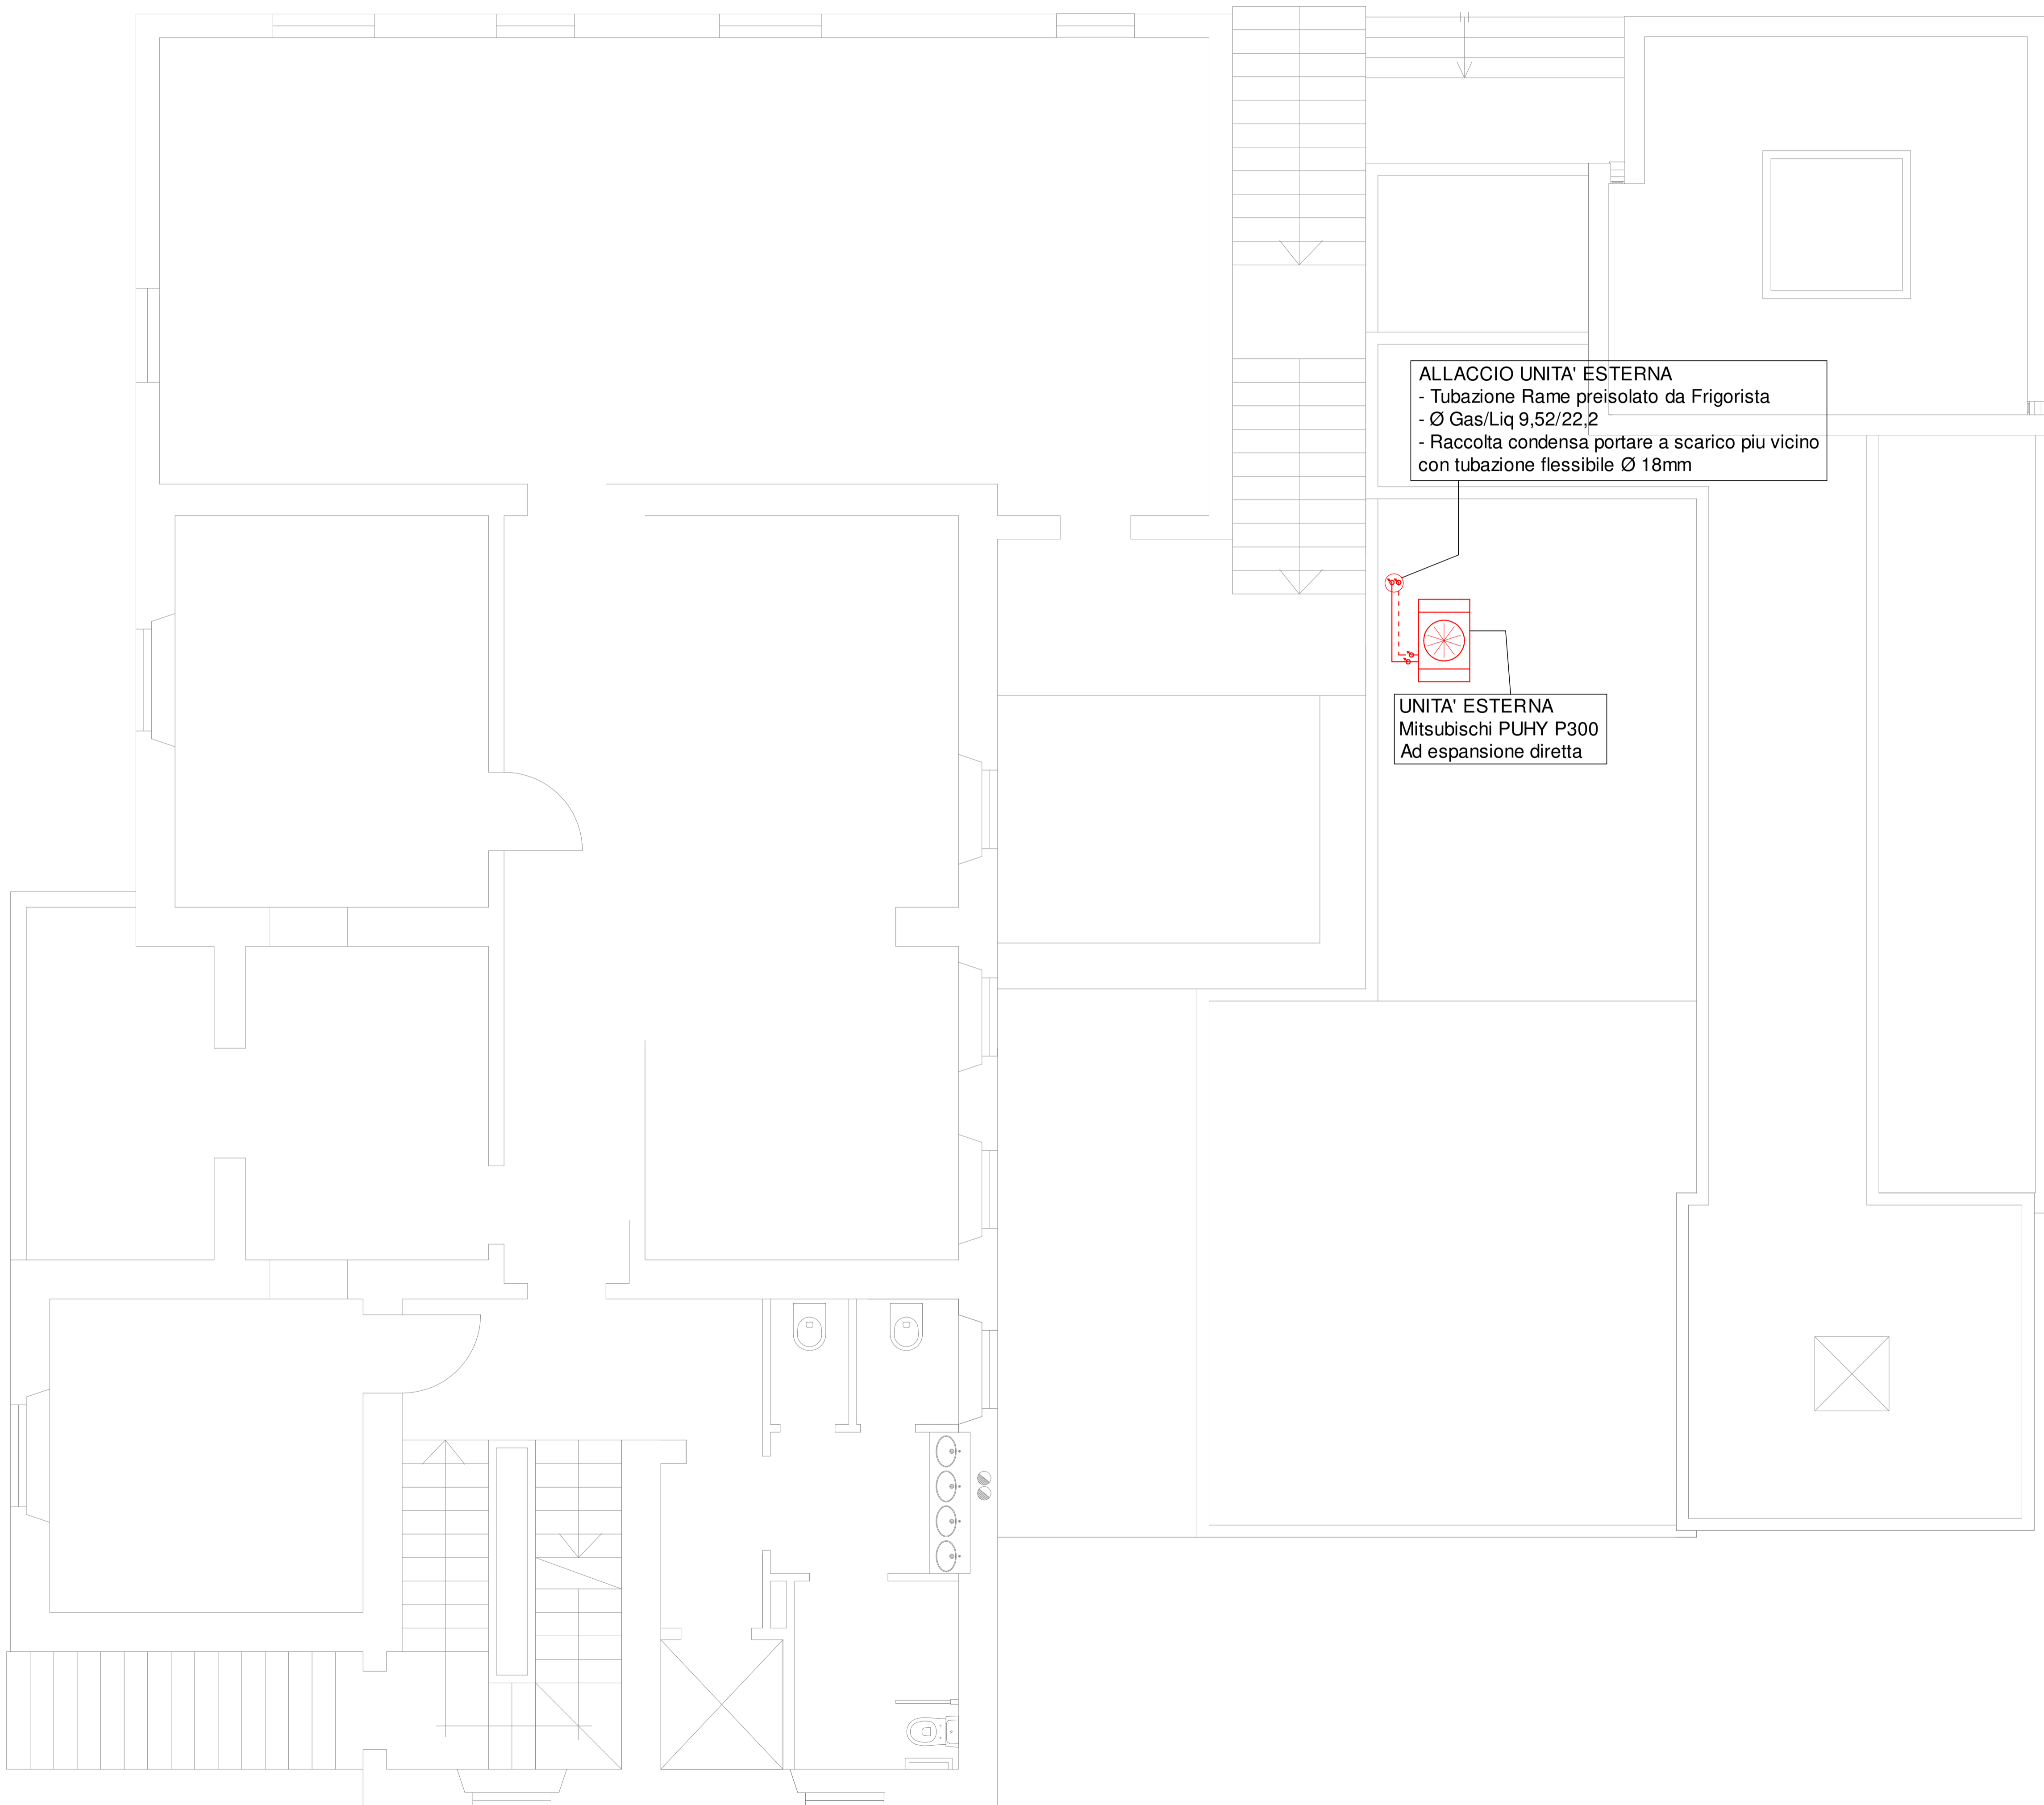 ALLACCIO UNITA' ESTERNA
- Tubazione Rame preisolato da Frigorista
- Ø Gas/Liq 9,52/22,2
- Raccolta condensa portare a scarico piu vicino
con tubazione flessibile Ø 18mm
UNITA' ESTERNA
Mitsubischi PUHY P300
Ad espansione diretta